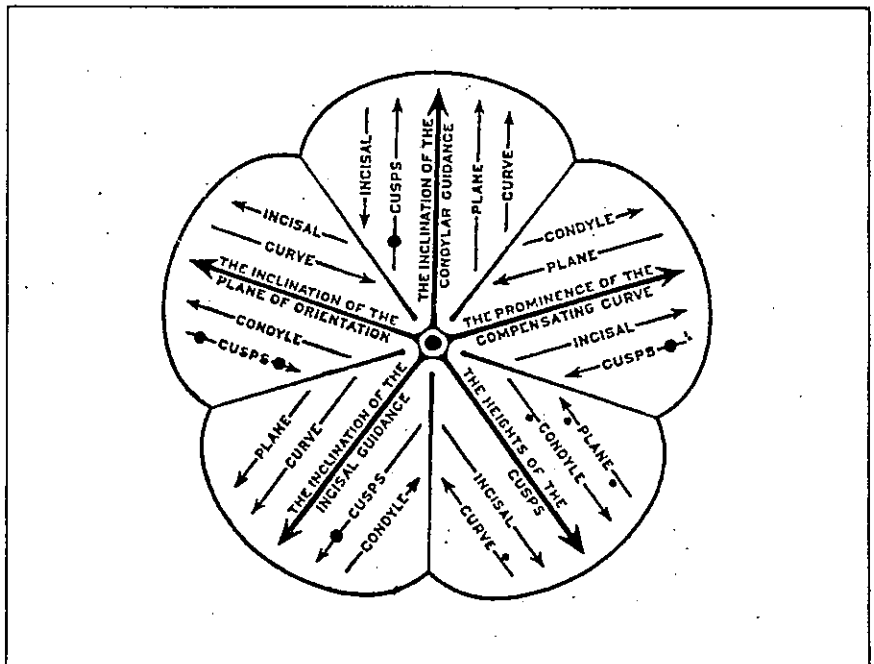 INCISAL
CUSPS
THE INCLINATION OF THE
CONDYLAR GUIDANCE
PLANE
CURVE
CONDYLE
PLANE
THE PROMINENCE OF THE
COMPENSATING CURVE
INCISAL
CUSPS
PLANE
CONDYLE
THE HEIGHTS OF THE
CUSPS
INCISAL
CURVE
PLANE
CURVE
THE INCLINATION OF THE
INCISAL GUIDANCE
CUSPS
CONDYLE
INCISAL
CURVE
THE INCLINATION OF THE
PLANE OF ORIENTATION
CONDYLE
CUSPS